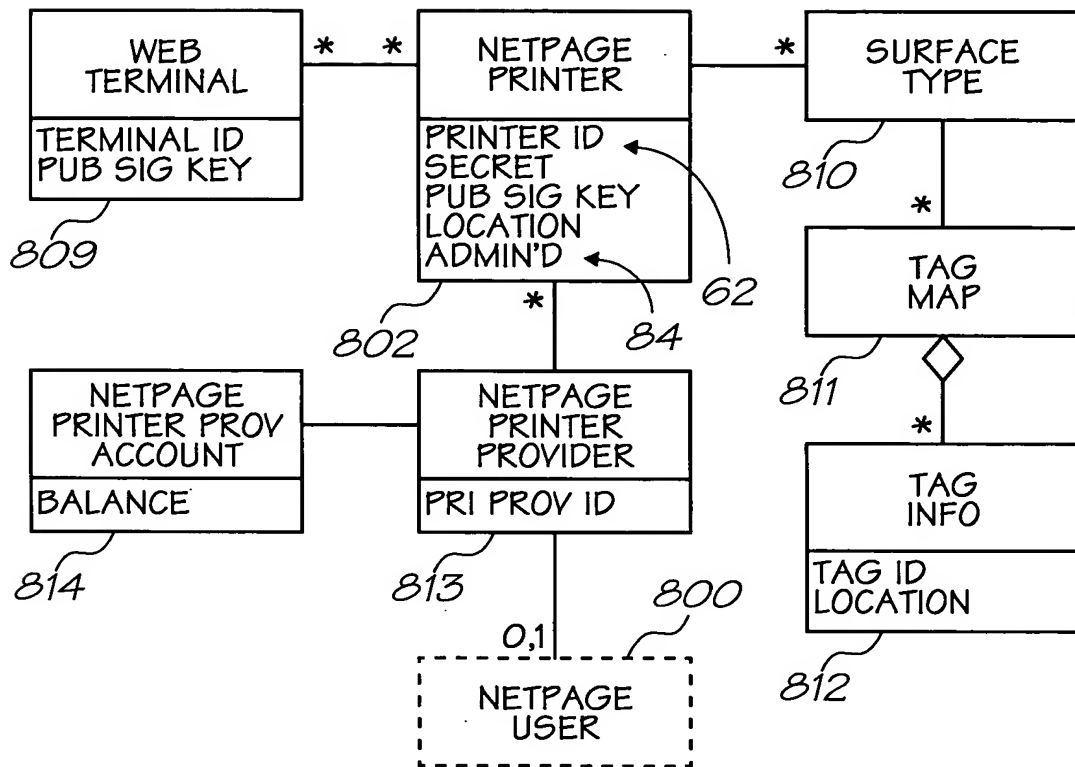 WEB
TERMINAL
TERMINAL ID
PUB SIG KEY
809
*
*
NETPAGE
PRINTER
PRINTER ID
SECRET
PUB SIG KEY
LOCATION
ADMIN'D
802
62
84
*
*
SURFACE
TYPE
810
*
TAG
MAP
811
*
TAG
INFO
TAG ID
LOCATION
812
NETPAGE
PRINTER PROV
ACCOUNT
BALANCE
814
NETPAGE
PRINTER
PROVIDER
PRI PROV ID
813
0,1
800
NETPAGE
USER